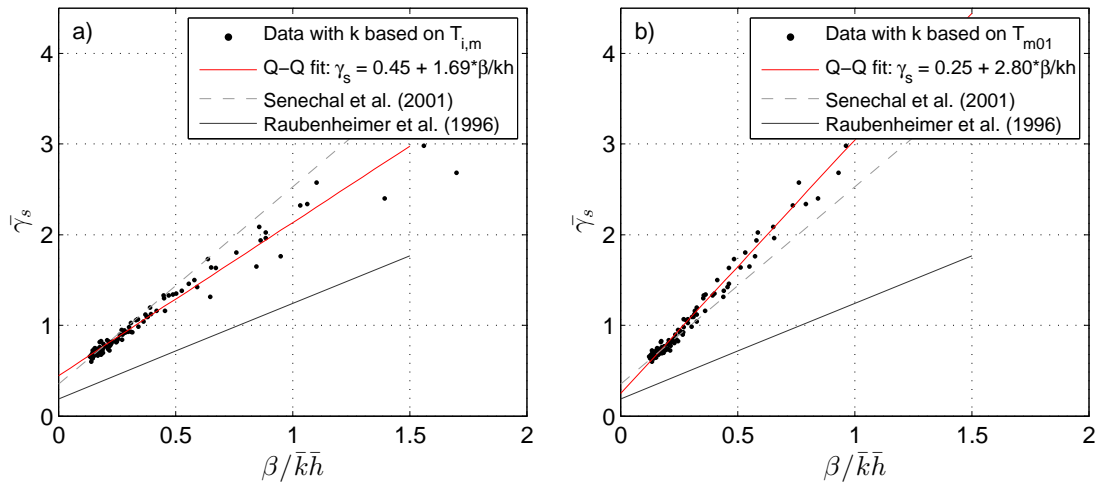 a)
Data with k based on T_{i,m}
Q−Q fit: γ_s = 0.45 + 1.69*β/kh
Senechal et al. (2001)
Raubenheimer et al. (1996)
4
3
2
1
0
γ̄_s
0 0.5 1 1.5 2
β/k̄h̄
b)
Data with k based on T_{m01}
Q−Q fit: γ_s = 0.25 + 2.80*β/kh
Senechal et al. (2001)
Raubenheimer et al. (1996)
4
3
2
1
0
γ̄_s
0 0.5 1 1.5 2
β/k̄h̄